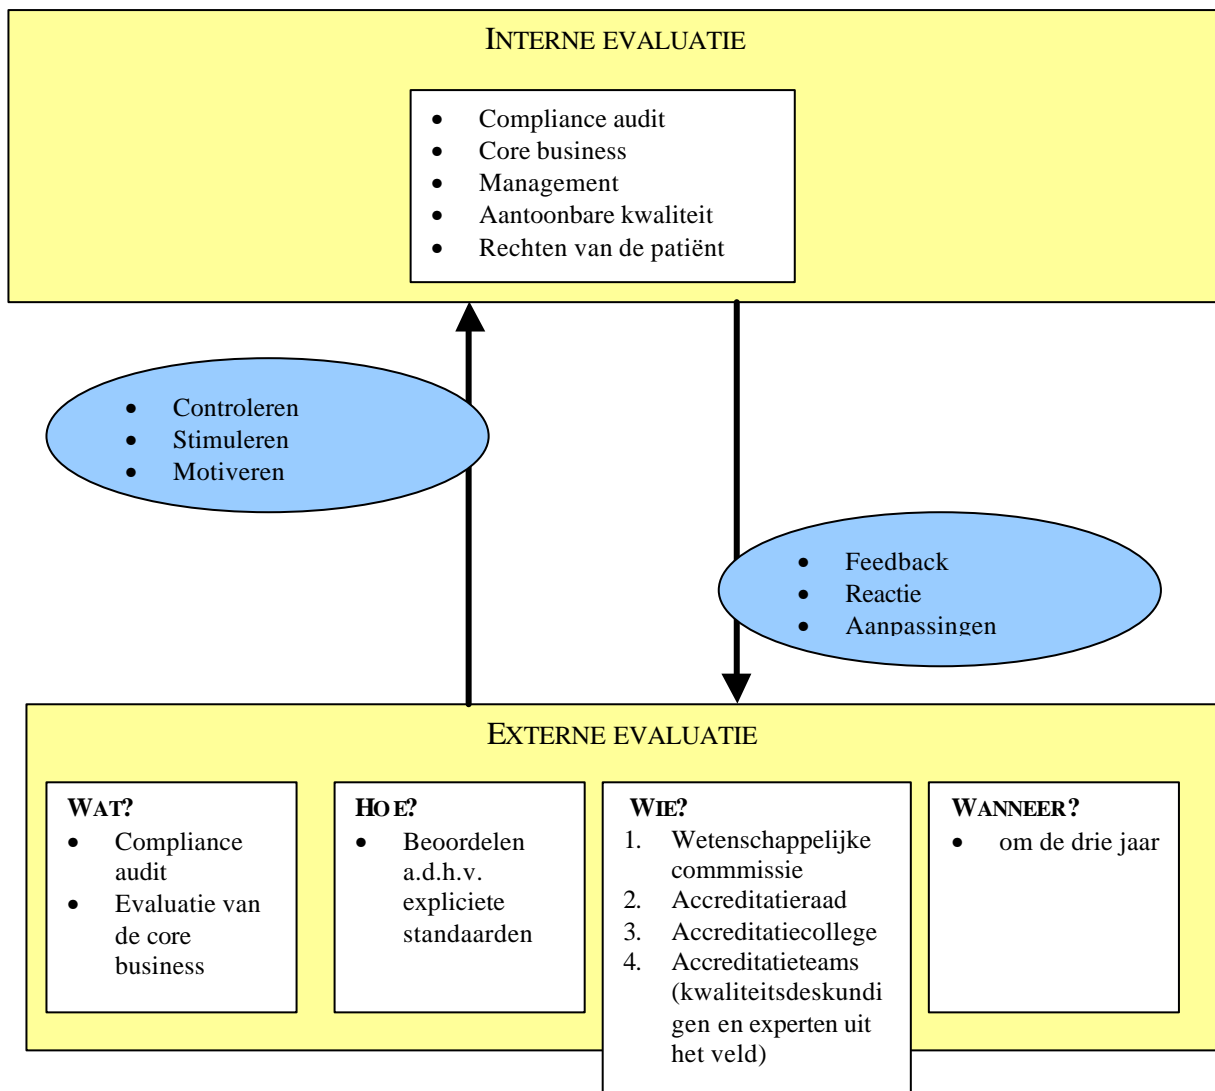 INTERNE EVALUATIE
• Compliance audit
• Core business
• Management
• Aantoonbare kwaliteit
• Rechten van de patiënt
• Controleren
• Stimuleren
• Motiveren
• Feedback
• Reactie
• Aanpassingen
EXTERNE EVALUATIE
WAT?
• Compliance
audit
• Evaluatie van
de core
business
HOE?
• Beoordelen
a.d.h.v.
expliciete
standaarden
WIE?
1. Wetenschappelijke
commmissie
2. Accreditatieraad
3. Accreditatiecollege
4. Accreditatieteams
(kwaliteitsdeskundi
gen en experten uit
het veld)
WANNEER?
• om de drie jaar